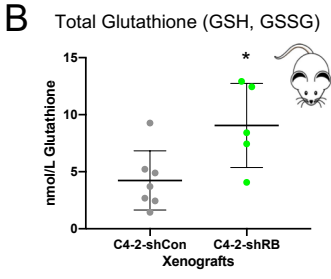 B
Total Glutathione (GSH, GSSG)
nmol/L Glutathione
15
10
5
0
*
C4-2-shCon C4-2-shRB
Xenografts